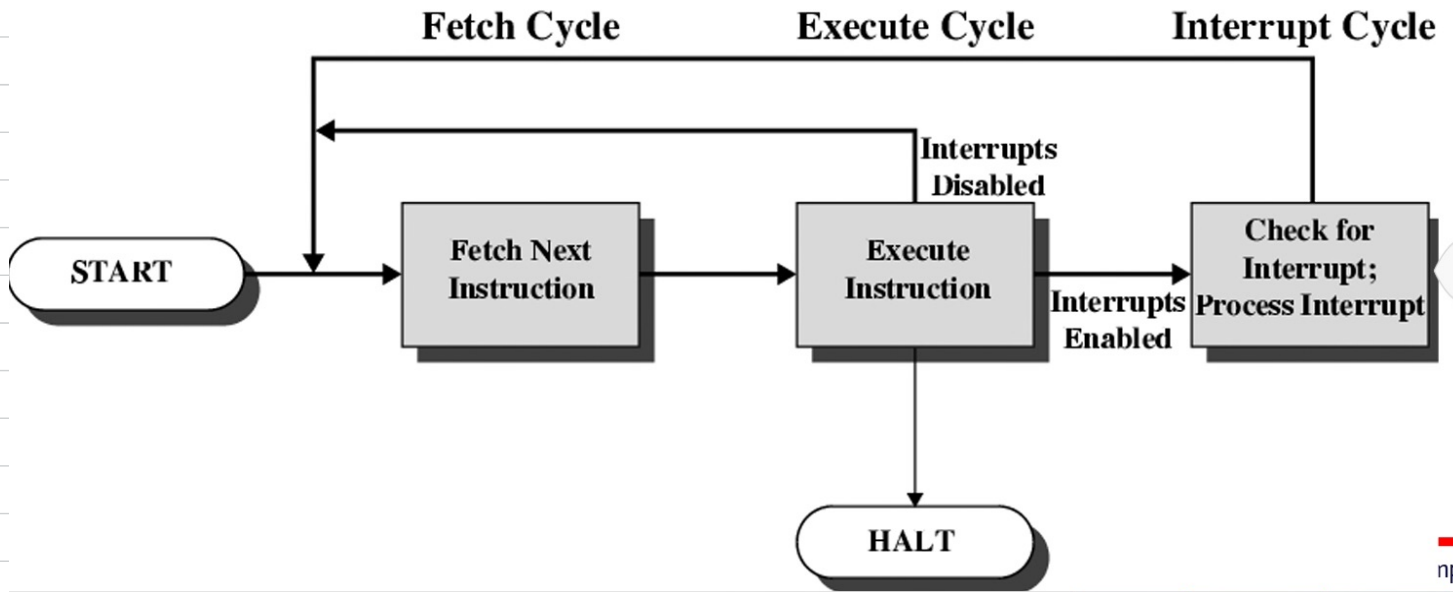 Fetch Cycle
Execute Cycle
Interrupt Cycle
Interrupts
Disabled
START
Fetch Next
Instruction
Execute
Instruction
Interrupts
Enabled
Check for
Interrupt;
Process Interrupt
HALT